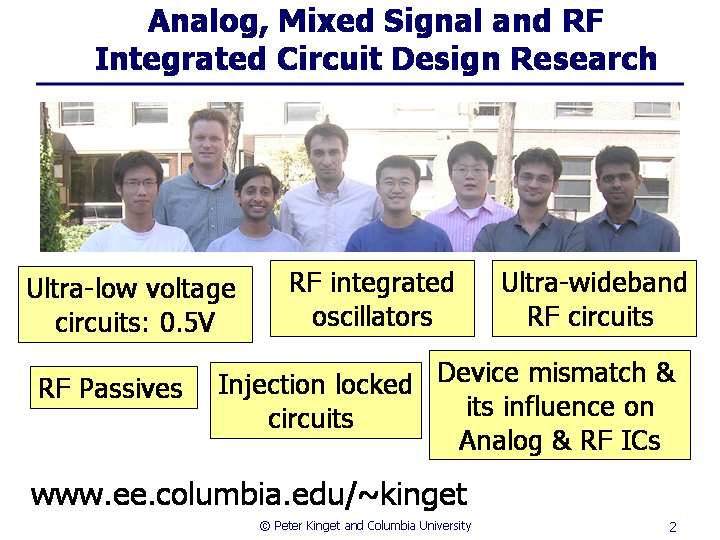 Analog, Mixed Signal and RF
Integrated Circuit Design Research
Ultra-low voltage
circuits: 0.5V
RF integrated
oscillators
Ultra-wideband
RF circuits
RF Passives
Injection locked
circuits
Device mismatch &
its influence on
Analog & RF ICs
www.ee.columbia.edu/~kinget
© Peter Kinget and Columbia University
2